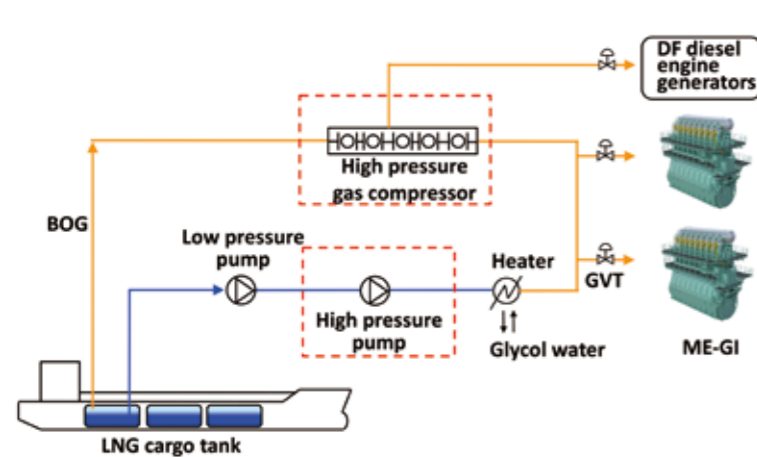 DF diesel
engine
generators
High pressure
gas compressor
BOG
Low pressure
pump
Heater
GVT
High pressure
pump
Glycol water
ME-GI
LNG cargo tank